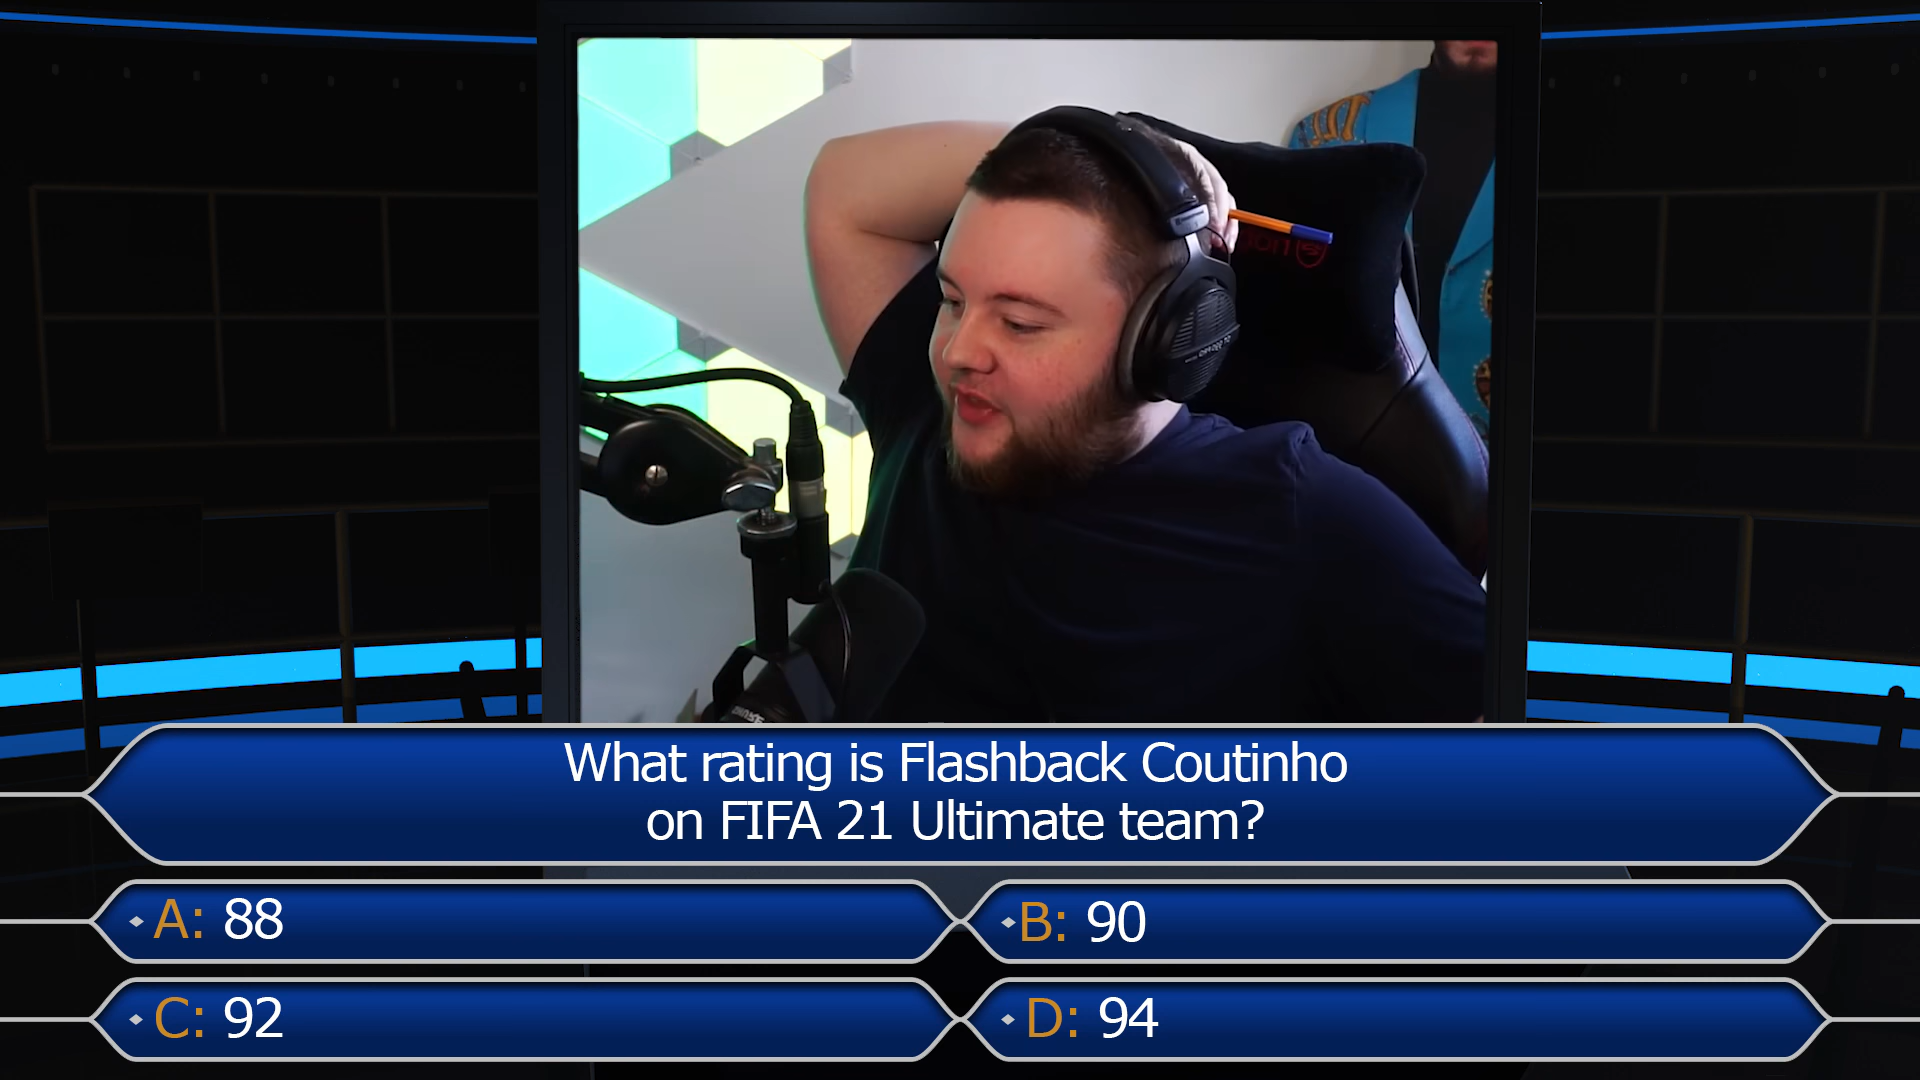 What rating is Flashback Coutinho
on FIFA 21 Ultimate team?
A: 88
B: 90
C: 92
D: 94